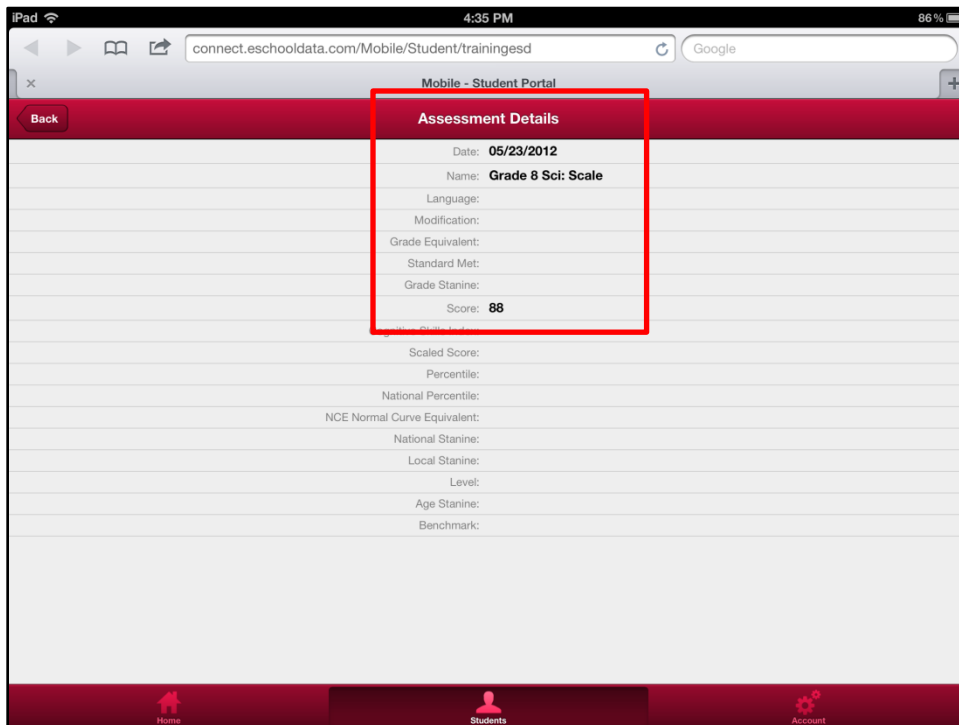 iPad 4:35 PM 86%
connect.eschooldata.com/Mobile/Student/trainingesd Google
Mobile - Student Portal
Back Assessment Details
Date: 05/23/2012
Name: Grade 8 Sci: Scale
Language:
Modification:
Grade Equivalent:
Standard Met:
Grade Stanine:
Score: 88
Cognitive Skills Index:
Scaled Score:
Percentile:
National Percentile:
NCE Normal Curve Equivalent:
National Stanine:
Local Stanine:
Level:
Age Stanine:
Benchmark:
Home Students Account